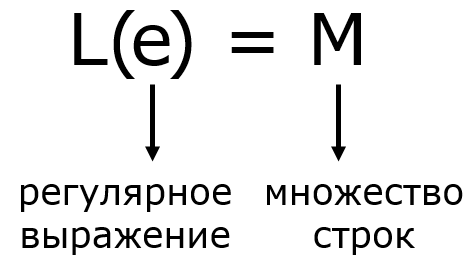 L(e) = M
регулярное множество
выражение строк